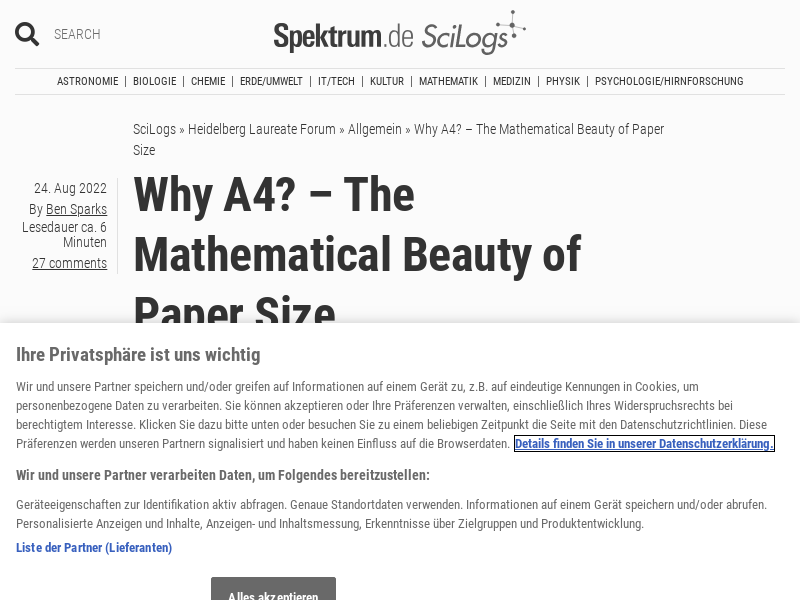 SEARCH
Spektrum.de SciLogs
ASTRONOMIE | BIOLOGIE | CHEMIE | ERDE/UMWELT | IT/TECH | KULTUR | MATHEMATIK | MEDIZIN | PHYSIK | PSYCHOLOGIE/HIRNFORSCHUNG
SciLogs » Heidelberg Laureate Forum » Allgemein » Why A4? – The Mathematical Beauty of Paper
Size
24. Aug 2022
By Ben Sparks
Lesedauer ca. 6
Minuten
27 comments
Why A4? – The
Mathematical Beauty of
Paper Size
Ihre Privatsphäre ist uns wichtig
Wir und unsere Partner speichern und/oder greifen auf Informationen auf einem Gerät zu, z.B. auf eindeutige Kennungen in Cookies, um
personenbezogene Daten zu verarbeiten. Sie können akzeptieren oder Ihre Präferenzen verwalten, einschließlich Ihres Widerspruchsrechts bei
berechtigtem Interesse. Klicken Sie dazu bitte unten oder besuchen Sie zu einem beliebigen Zeitpunkt die Seite mit den Datenschutzrichtlinien. Diese
Präferenzen werden unseren Partnern signalisiert und haben keinen Einfluss auf die Browserdaten. Details finden Sie in unserer Datenschutzerklärung.
Wir und unsere Partner verarbeiten Daten, um Folgendes bereitzustellen:
Geräteeigenschaften zur Identifikation aktiv abfragen. Genaue Standortdaten verwenden. Informationen auf einem Gerät speichern und/oder abrufen.
Personalisierte Anzeigen und Inhalte, Anzeigen- und Inhaltsmessung, Erkenntnisse über Zielgruppen und Produktentwicklung.
Liste der Partner (Lieferanten)
Alles akzeptieren